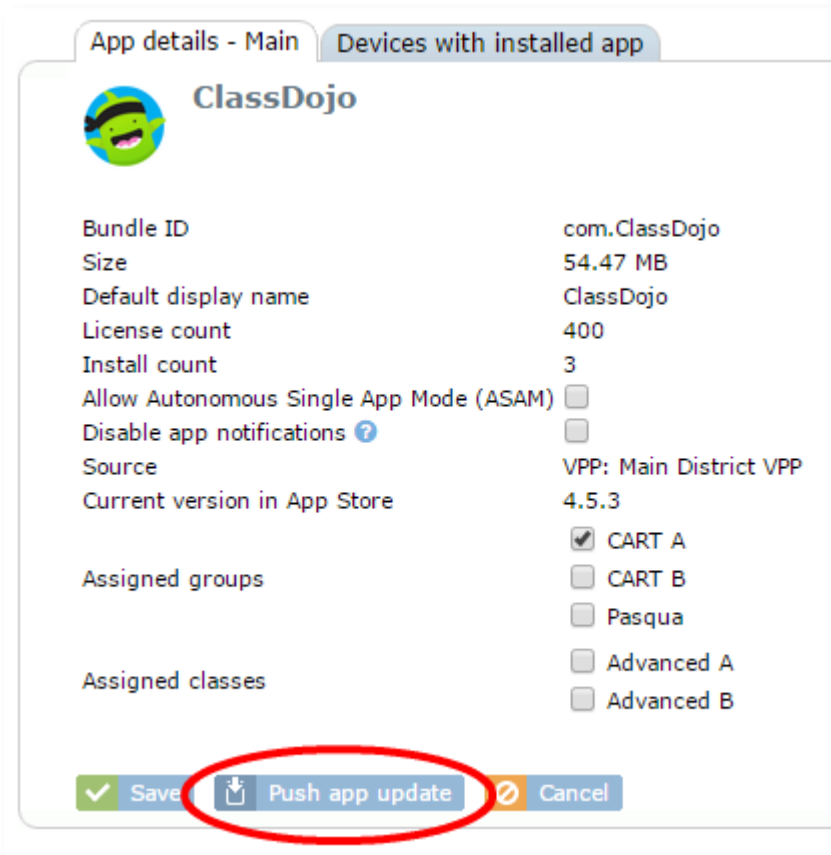 App details - Main
Devices with installed app
ClassDojo
Bundle ID com.ClassDojo
Size 54.47 MB
Default display name ClassDojo
License count 400
Install count 3
Allow Autonomous Single App Mode (ASAM)
Disable app notifications ?
Source VPP: Main District VPP
Current version in App Store 4.5.3
Assigned groups
CART A
CART B
Pasqua
Assigned classes
Advanced A
Advanced B
Save
Push app update
Cancel